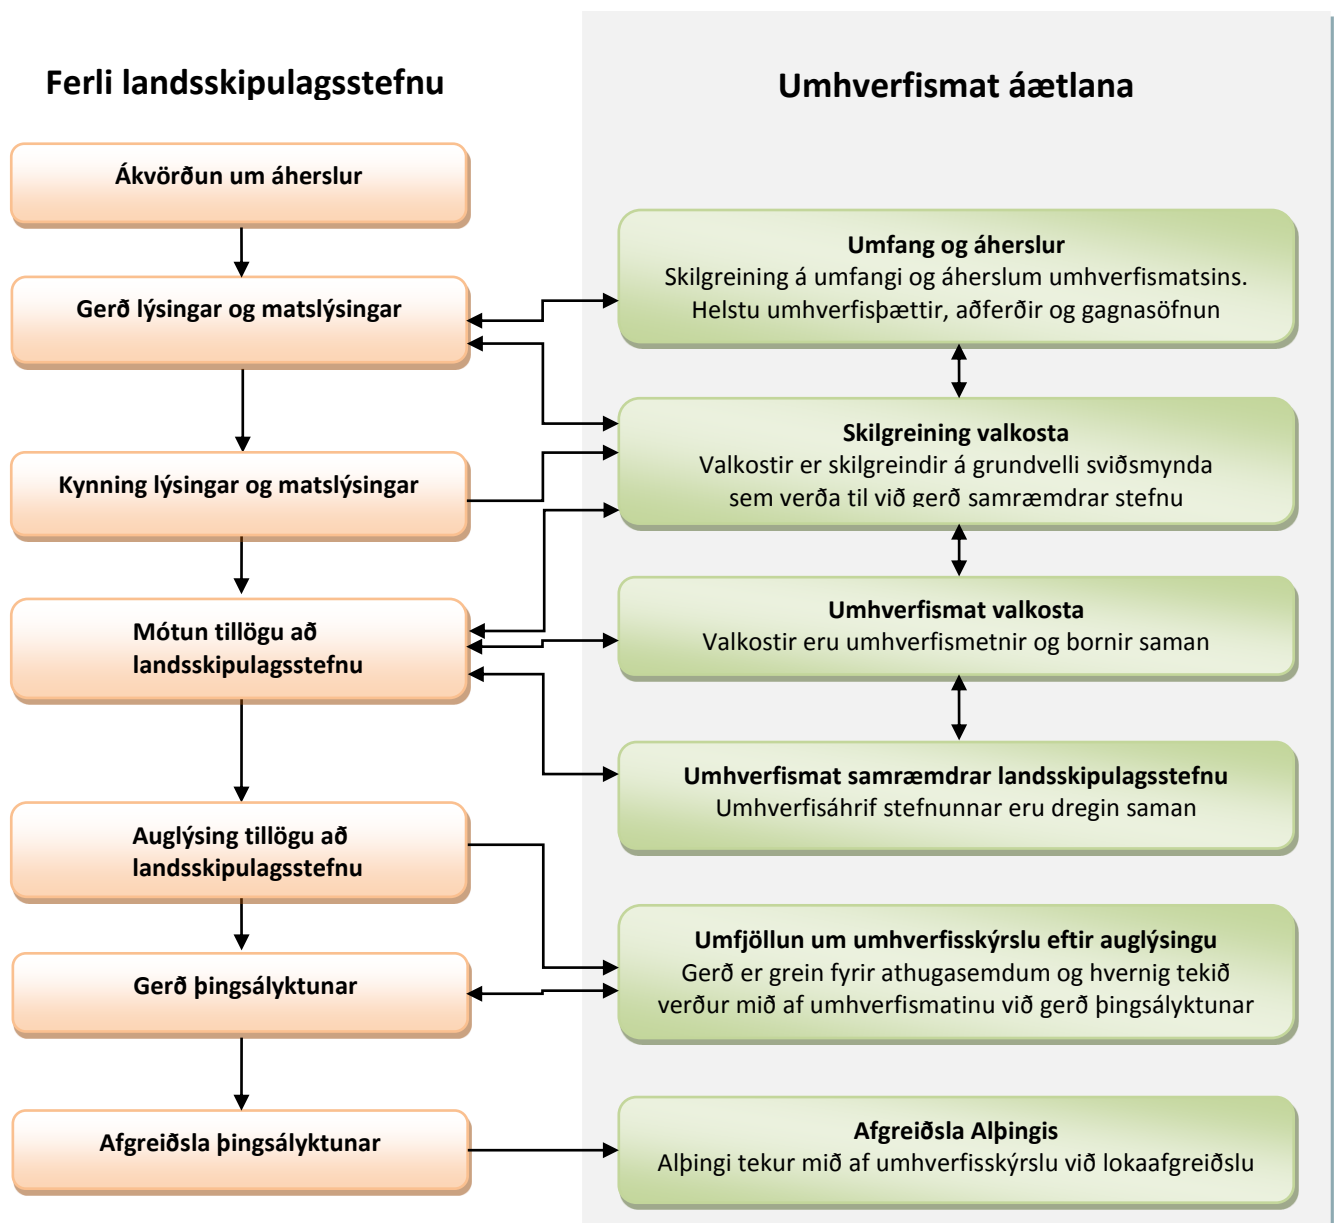 Ferli landsskipulagsstefnu
Ákvörðun um áherslur
Gerð lýsingar og matslýsingar
Kynning lýsingar og matslýsingar
Mótun tillögu að
landsskipulagsstefnu
Auglýsing tillögu að
landsskipulagsstefnu
Gerð þingsályktunar
Afgreiðsla þingsályktunar
Umhverfismat áætlana
Umfang og áherslur
Skilgreining á umfangi og áherslum umhverfismatsins.
Helstu umhverfisþættir, aðferðir og gagnasöfnun
Skilgreining valkosta
Valkostir er skilgreindir á grundvelli sviðsmynda
sem verða til við gerð samræmdrar stefnu
Umhverfismat valkosta
Valkostir eru umhverfismetnir og bornir saman
Umhverfismat samræmdrar landsskipulagsstefnu
Umhverfisáhrif stefnunnar eru dregin saman
Umfjöllun um umhverfisskýrslu eftir auglýsingu
Gerð er grein fyrir athugasemdum og hvernig tekið
verður mið af umhverfismatinu við gerð þingsályktunar
Afgreiðsla Alþingis
Alþingi tekur mið af umhverfisskýrslu við lokaafgreiðslu